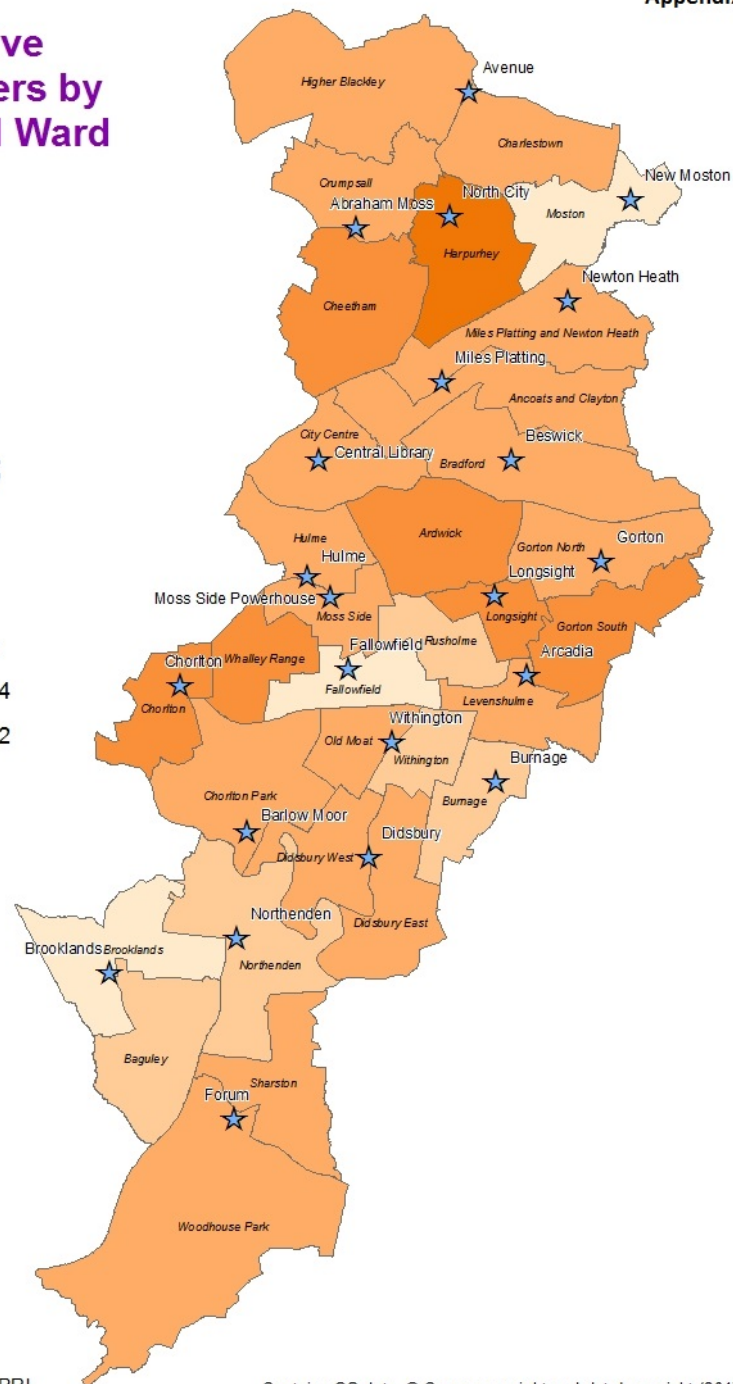 ve
ers by
Ward
Avenue
Higher Blackley
Charlestown
New Moston
Crumpsall
North City
Abraham Moss
Moston
Harpurhey
Newton Heath
Cheetham
Miles Platting and Newton Heath
Miles Platting
Ancoats and Clayton
City Centre
Beswick
Central Library
Bradford
Ardwick
Hulme
Gorton North
Gorton
Hulme
Longsight
Moss Side Powerhouse
Moss Side
Longsight
Gorton South
Fallowfield
Rusholme
Arcadia
Chorlton
Whalley Range
Fallowfield
Levenshulme
Chorlton
4
Withington
2
Old Moat
Withington
Burnage
Chorlton Park
Burnage
Barlow Moor
Didsbury
Didsbury West
Northenden
Didsbury East
Brooklands
Brooklands
Northenden
Baguley
Sharston
Forum
Woodhouse Park